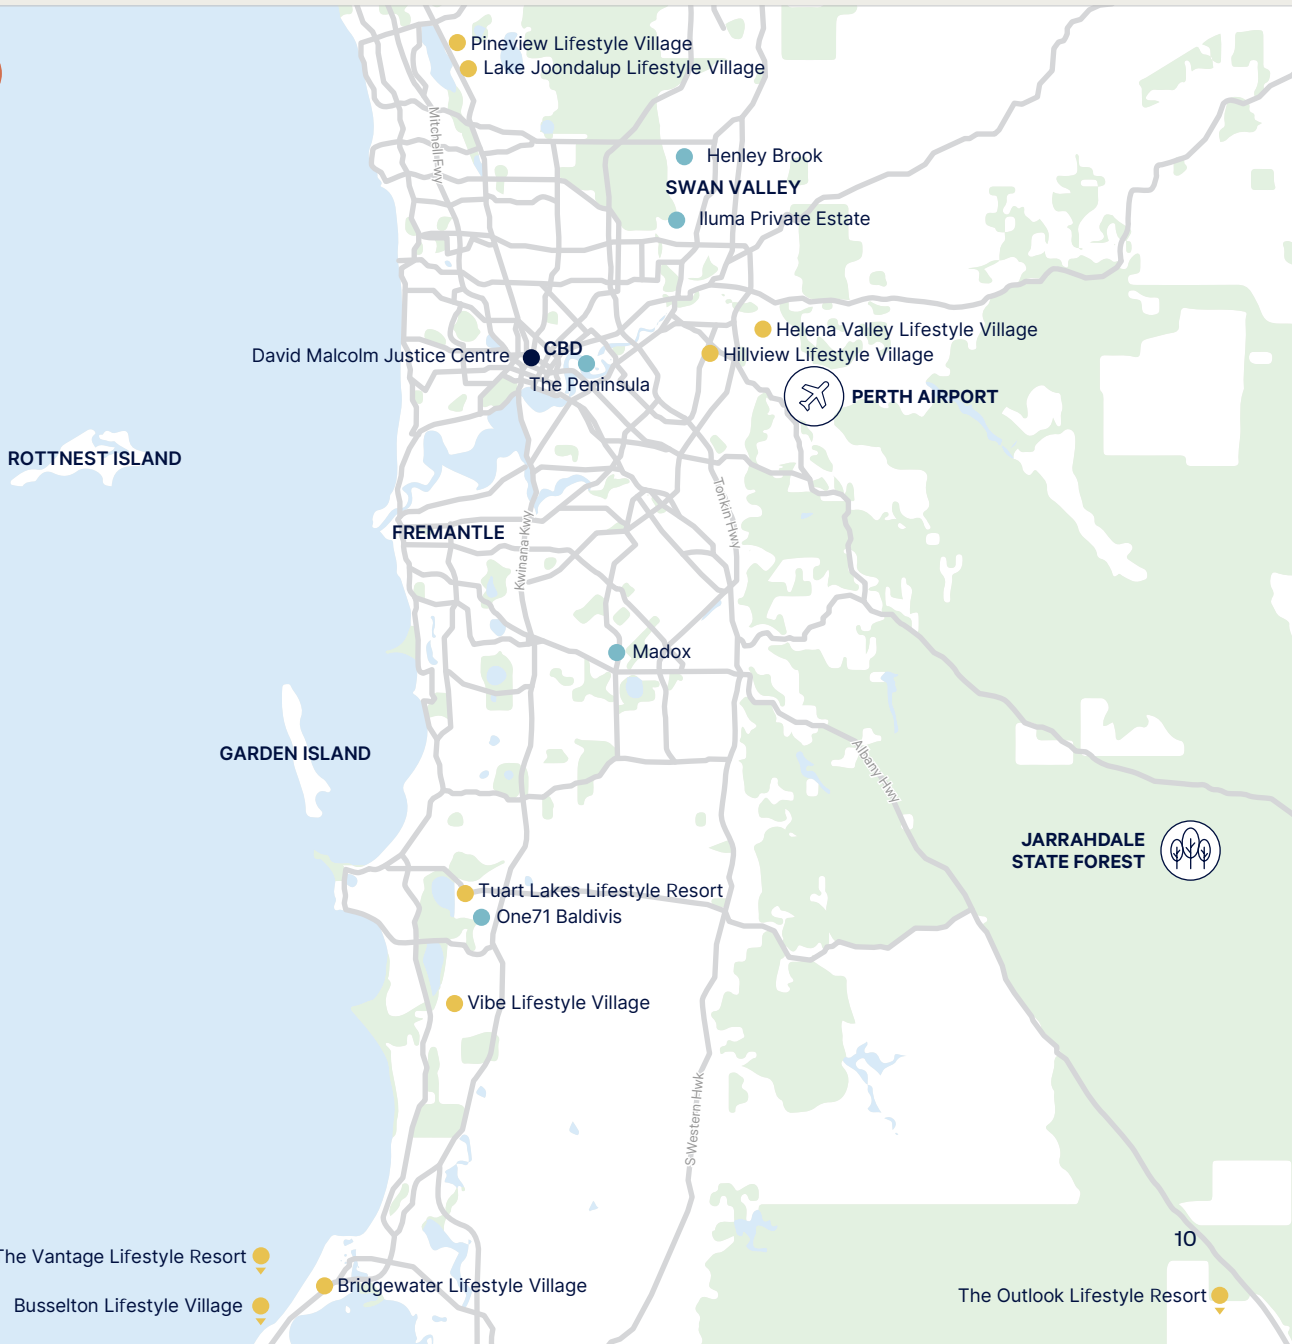 Pineview Lifestyle Village
Lake Joondalup Lifestyle Village
Mitchell Fwy
Henley Brook
SWAN VALLEY
Iluma Private Estate
Helena Valley Lifestyle Village
David Malcolm Justice Centre
CBD
Hillview Lifestyle Village
The Peninsula
PERTH AIRPORT
ROTTNEST ISLAND
Tonkin Hwy
FREMANTLE
Kwinana Kwy
Madox
GARDEN ISLAND
Albany Hwy
JARRAHDALE
STATE FOREST
Tuart Lakes Lifestyle Resort
One71 Baldivis
Vibe Lifestyle Village
S Western Hwk
10
The Vantage Lifestyle Resort
Bridgewater Lifestyle Village
The Outlook Lifestyle Resort
Busselton Lifestyle Village